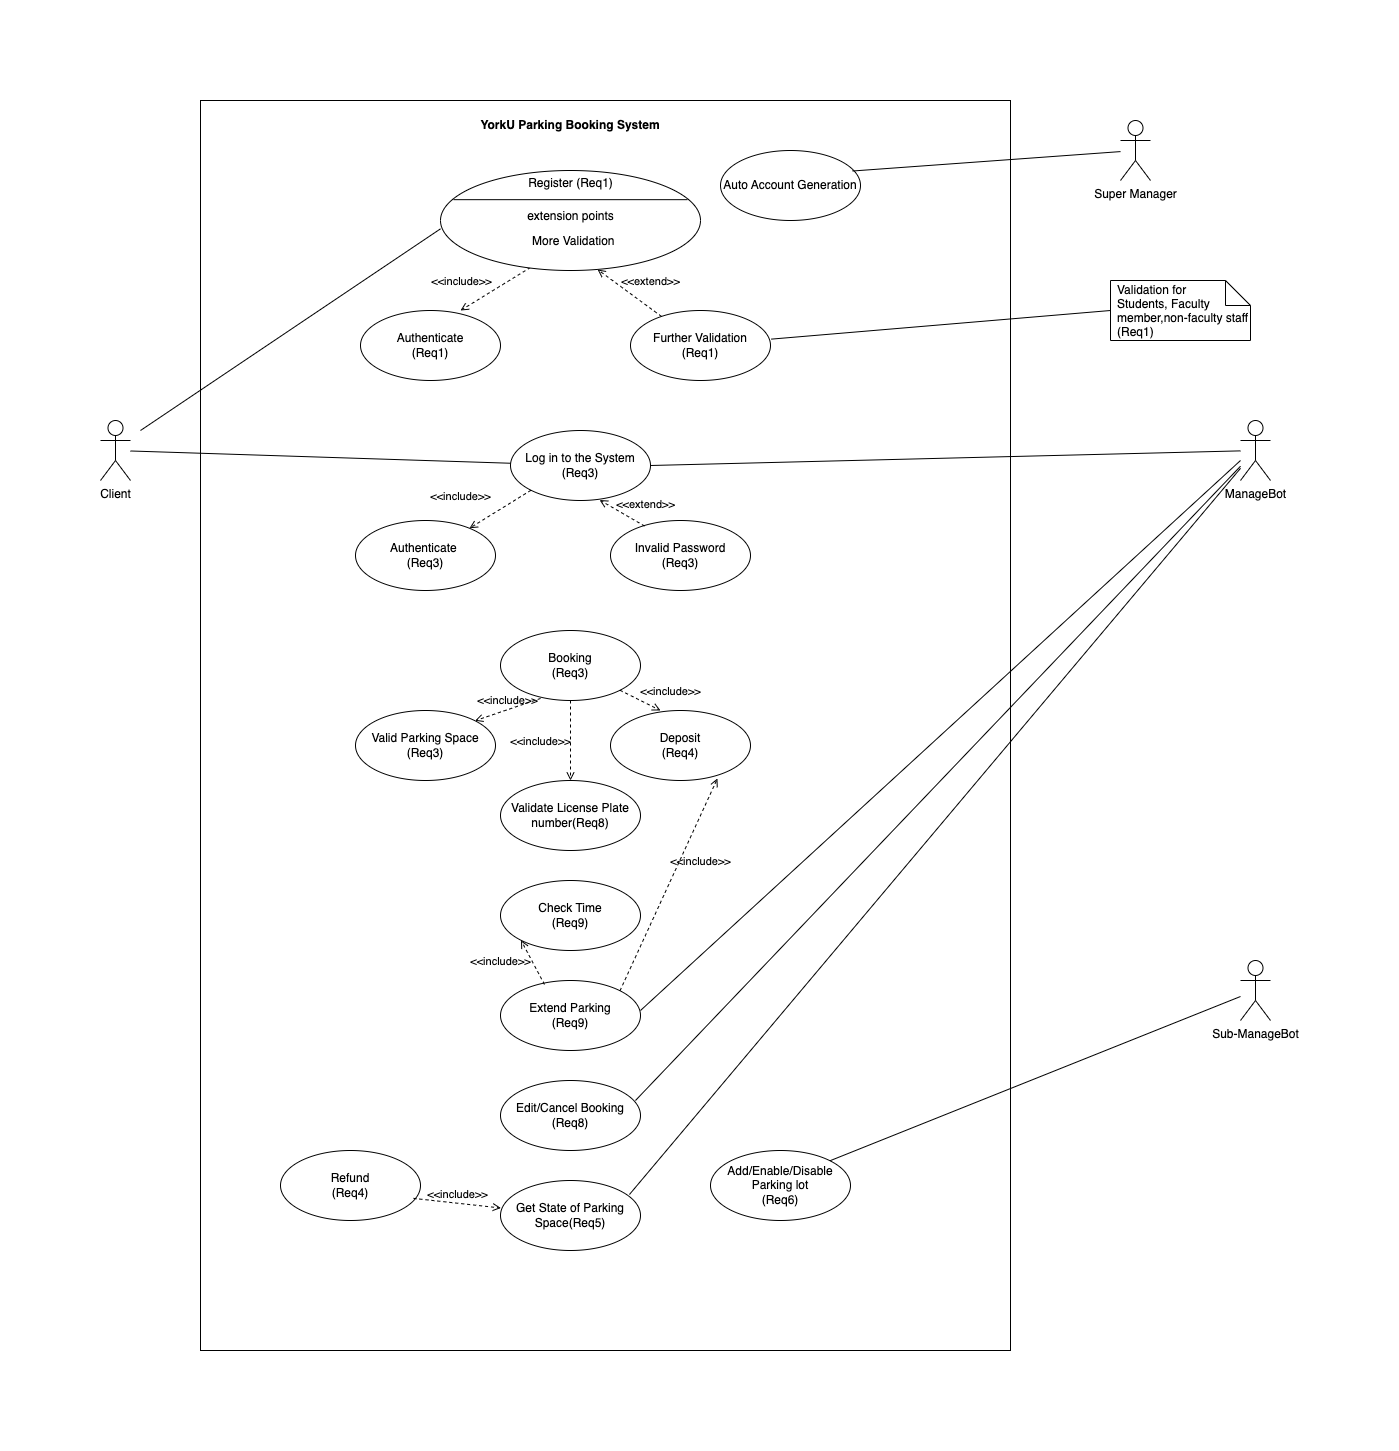 YorkU Parking Booking System
Register (Req1)
extension points
More Validation
Auto Account Generation
Super Manager
<<include>>
<<extend>>
Validation for
Students, Faculty
member,non-faculty staff
(Req1)
Authenticate
(Req1)
Further Validation
(Req1)
Client
Log in to the System
(Req3)
ManageBot
<<include>>
<<extend>>
Authenticate
(Req3)
Invalid Password
(Req3)
Booking
(Req3)
<<include>>
<<include>>
Valid Parking Space
(Req3)
<<include>>
Deposit
(Req4)
Validate License Plate
number(Req8)
<<include>>
Check Time
(Req9)
<<include>>
Extend Parking
(Req9)
Sub-ManageBot
Edit/Cancel Booking
(Req8)
Refund
(Req4)
<<include>>
Get State of Parking
Space(Req5)
Add/Enable/Disable
Parking lot
(Req6)